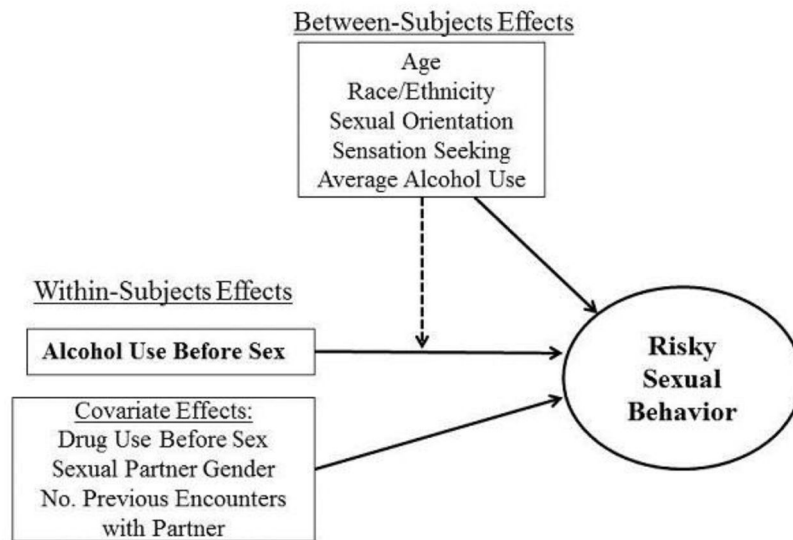 Between-Subjects Effects
Age
Race/Ethnicity
Sexual Orientation
Sensation Seeking
Average Alcohol Use
Within-Subjects Effects
Alcohol Use Before Sex
Covariate Effects:
Drug Use Before Sex
Sexual Partner Gender
No. Previous Encounters
with Partner
Risky
Sexual
Behavior